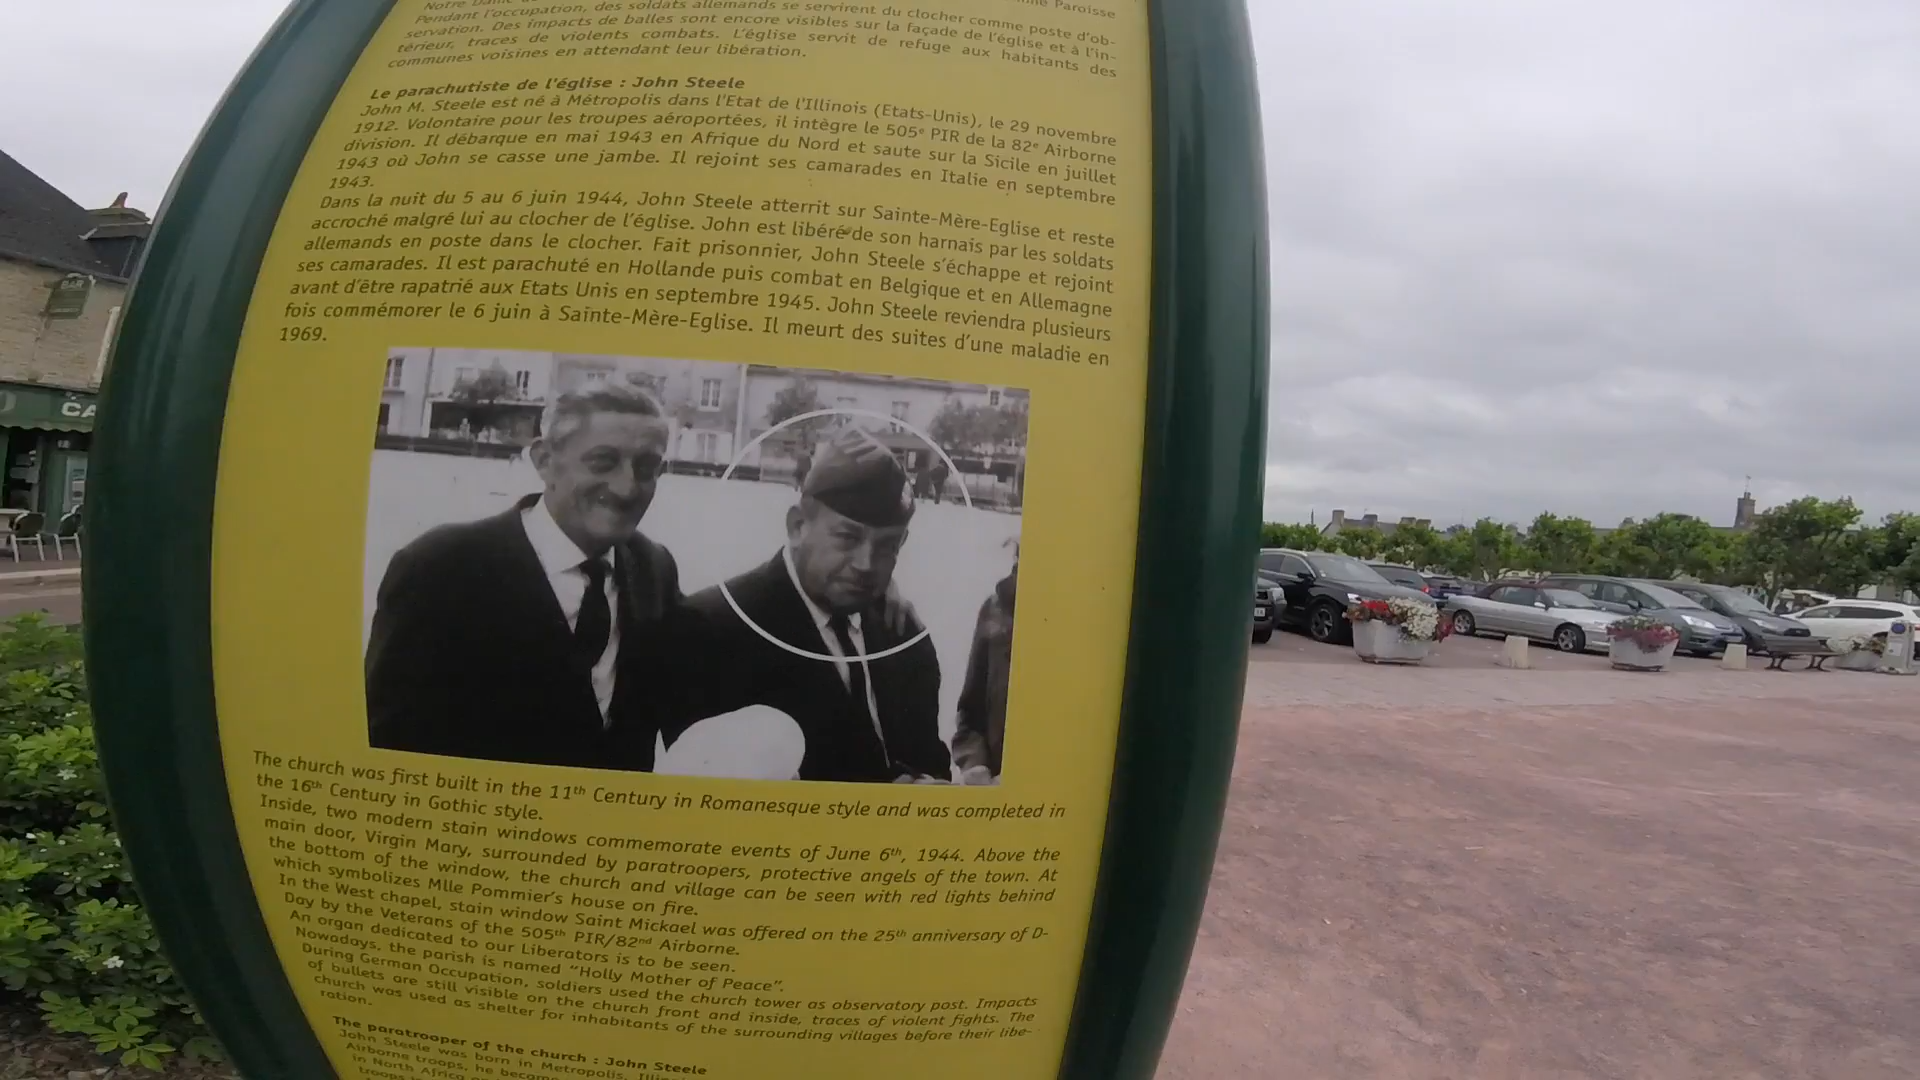 Notre Dame Paroisse
Pendant l'occupation, des soldats allemands se servirent du clocher comme poste d'ob-
servation. Des impacts de balles sont encore visibles sur la façade de l'église et à l'in-
térieur, traces de violents combats. L'église servit de refuge aux habitants des
communes voisines en attendant leur libération.
Le parachutiste de l'église : John Steele
John M. Steele est né à Métropolis dans l'Etat de l'Illinois (Etats-Unis), le 29 novembre
1912. Volontaire pour les troupes aéroportées, il intègre le 505e PIR de la 82e Airborne
division. Il débarque en mai 1943 en Afrique du Nord et saute sur la Sicile en juillet
1943 où John se casse une jambe. Il rejoint ses camarades en Italie en septembre
1943.
Dans la nuit du 5 au 6 juin 1944, John Steele atterrit sur Sainte-Mère-Eglise et reste
accroché malgré lui au clocher de l'église. John est libéré de son harnais par les soldats
allemands en poste dans le clocher. Fait prisonnier, John Steele s'échappe et rejoint
ses camarades. Il est parachuté en Hollande puis combat en Belgique et en Allemagne
avant d'être rapatrié aux Etats Unis en septembre 1945. John Steele reviendra plusieurs
fois commémorer le 6 juin à Sainte-Mère-Eglise. Il meurt des suites d'une maladie en
1969.
BAR
CA
The church was first built in the 11th Century in Romanesque style and was completed in
the 16th Century in Gothic style.
Inside, two modern stain windows commemorate events of June 6th, 1944. Above the
main door, Virgin Mary, surrounded by paratroopers, protective angels of the town. At
the bottom of the window, the church and village can be seen with red lights behind
which symbolizes Mlle Pommier's house on fire.
In the West chapel, stain window Saint Mickael was offered on the 25th anniversary of D-
Day by the Veterans of the 505th PIR/82nd Airborne.
An organ dedicated to our Liberators is to be seen.
Nowadays, the parish is named "Holly Mother of Peace".
During German Occupation, soldiers used the church tower as observatory post. Impacts
of bullets are still visible on the church front and inside, traces of violent fights. The
church was used as shelter for inhabitants of the surrounding villages before their libe-
ration.
The paratrooper of the church : John Steele
John Steele was born in Metropolis,
Airborne troops, he became
in North Africa